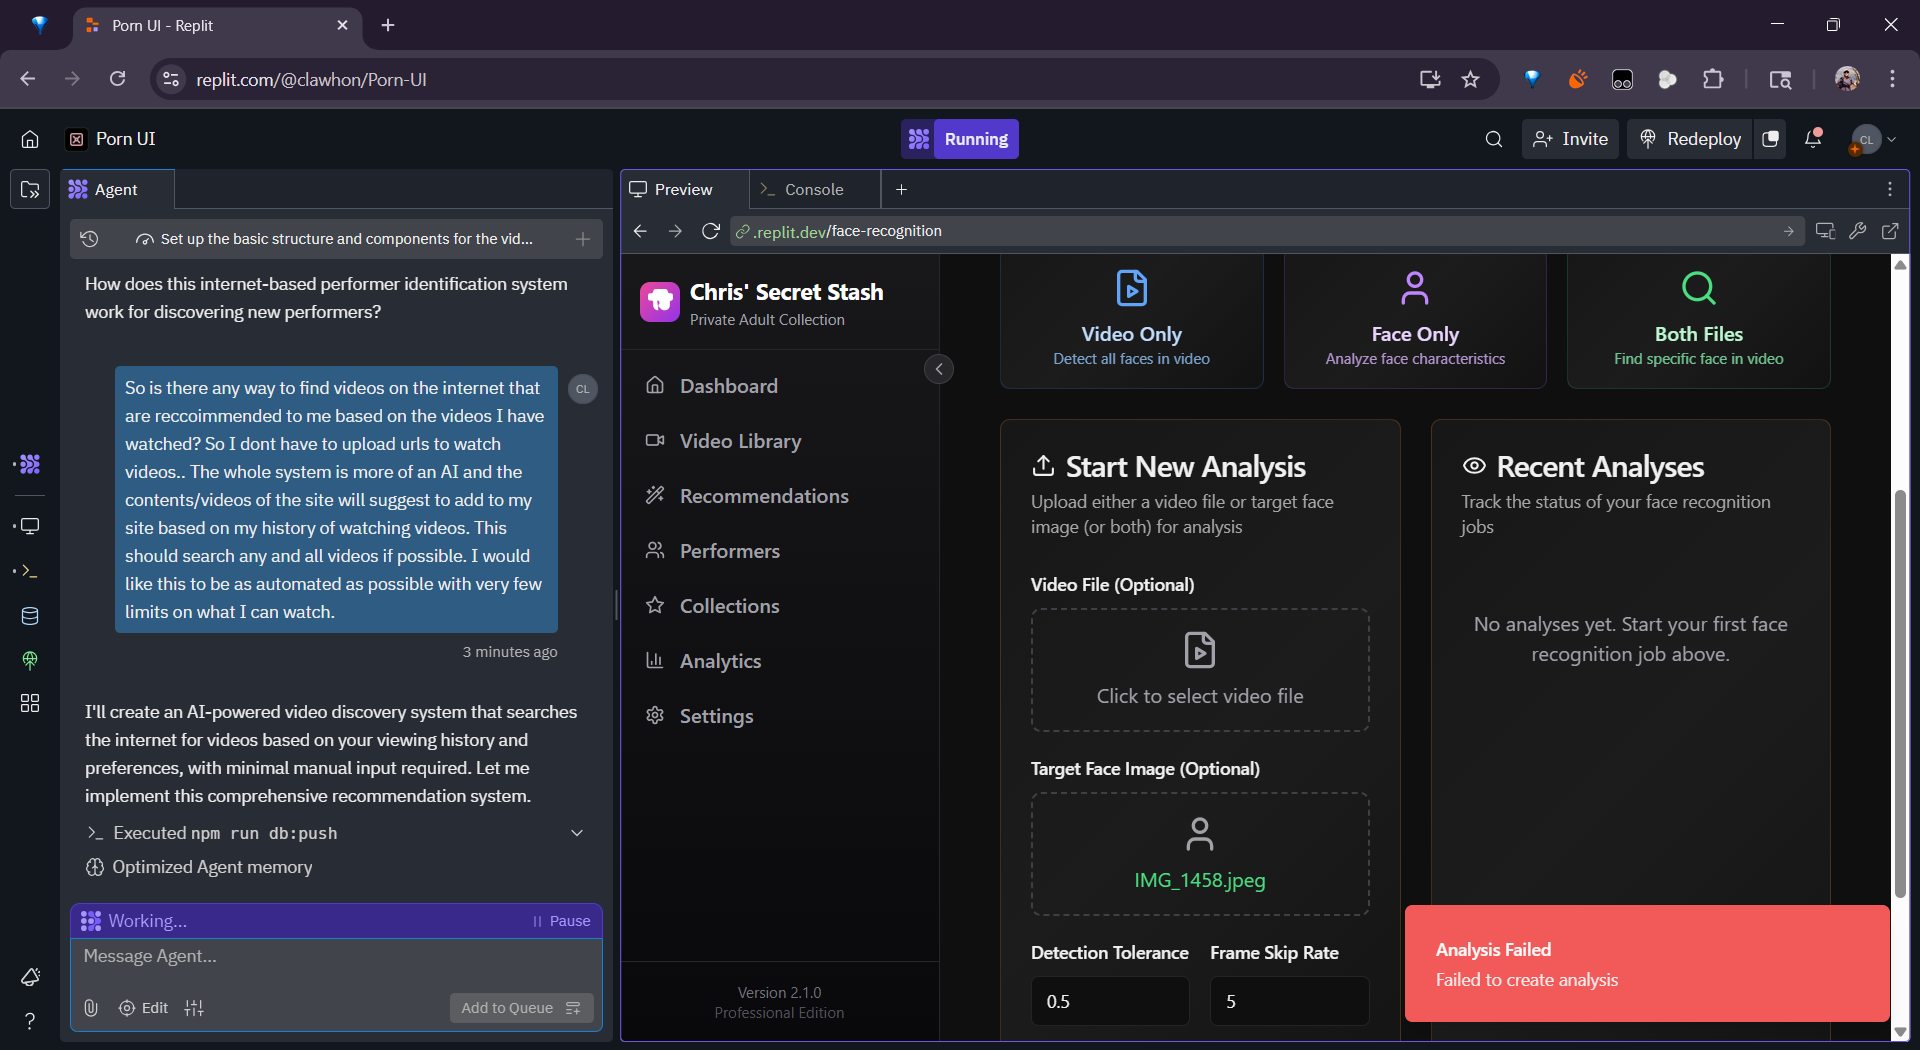 Porn UI - Replit
replit.com/@clawhon/Porn-UI
Porn UI
Running
Invite
Redeploy
CL
Agent
Preview
Console
Set up the basic structure and components for the vid...
.replit.dev/face-recognition
How does this internet-based performer identification system
work for discovering new performers?
So is there any way to find videos on the internet that
are reccoimmended to me based on the videos I have
watched? So I dont have to upload urls to watch
videos.. The whole system is more of an AI and the
contents/videos of the site will suggest to add to my
site based on my history of watching videos. This
should search any and all videos if possible. I would
like this to be as automated as possible with very few
limits on what I can watch.
CL
3 minutes ago
I'll create an AI-powered video discovery system that searches
the internet for videos based on your viewing history and
preferences, with minimal manual input required. Let me
implement this comprehensive recommendation system.
Executed npm run db:push
Optimized Agent memory
Working...
Pause
Message Agent...
Edit
Add to Queue
Chris' Secret Stash
Private Adult Collection
Dashboard
Video Library
Recommendations
Performers
Collections
Analytics
Settings
Version 2.1.0
Professional Edition
Video Only
Detect all faces in video
Face Only
Analyze face characteristics
Both Files
Find specific face in video
Start New Analysis
Upload either a video file or target face
image (or both) for analysis
Video File (Optional)
Click to select video file
Target Face Image (Optional)
IMG_1458.jpeg
Detection Tolerance
Frame Skip Rate
0.5
5
Recent Analyses
Track the status of your face recognition
jobs
No analyses yet. Start your first face
recognition job above.
Analysis Failed
Failed to create analysis